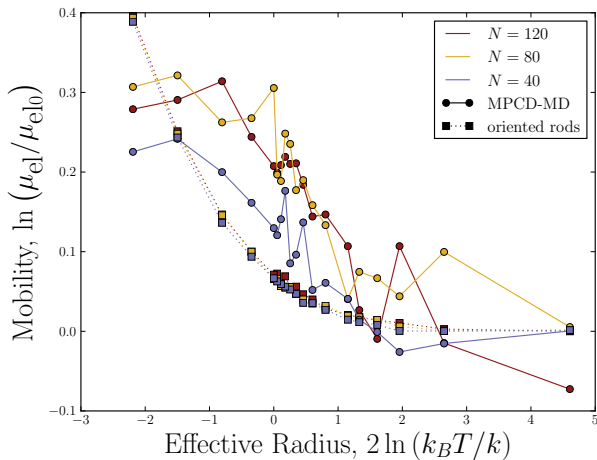 0.4
0.3
0.2
0.1
0.0
−0.1
−3
−2
−1
0
1
2
3
4
5
Mobility, ln (μel/μel0)
Effective Radius, 2 ln (kBT/k)
N = 120
N = 80
N = 40
MPCD-MD
oriented rods